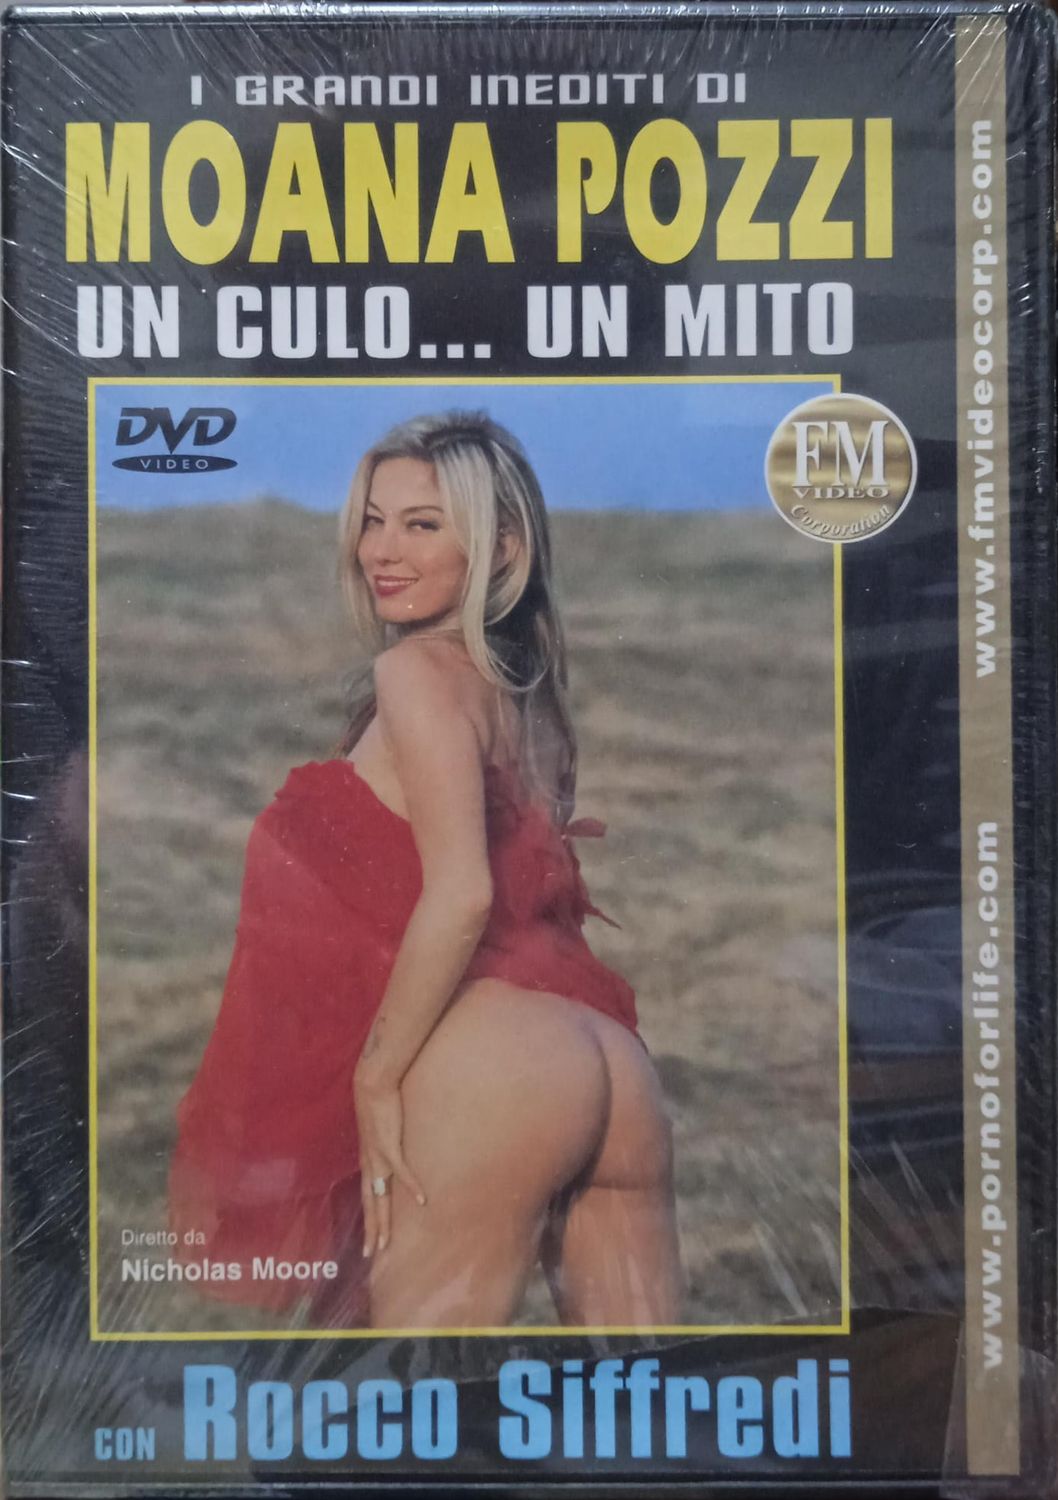 I GRANDI INEDITI DI
MOANA POZZI
UN CULO... UN MITO
DVD
VIDEO
FM
VIDEO
Corporation
www.fmvideocorp.com
www.pornoforlife.com
Diretto da
Nicholas Moore
CON Rocco Siffredi